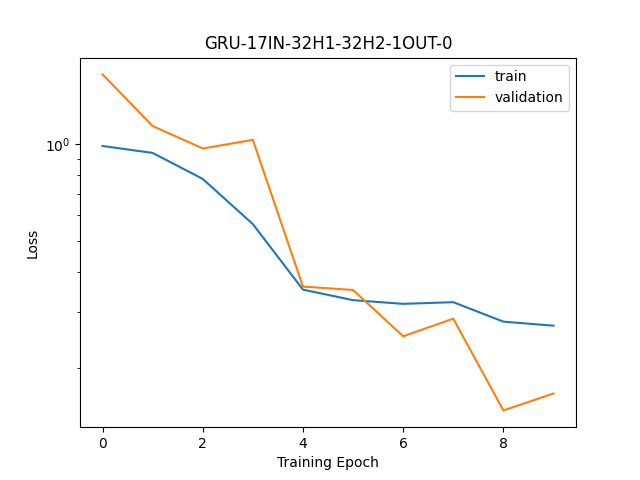 GRU-17IN-32H1-32H2-1OUT-0
train
validation
10⁰
Loss
0 2 4 6 8
Training Epoch